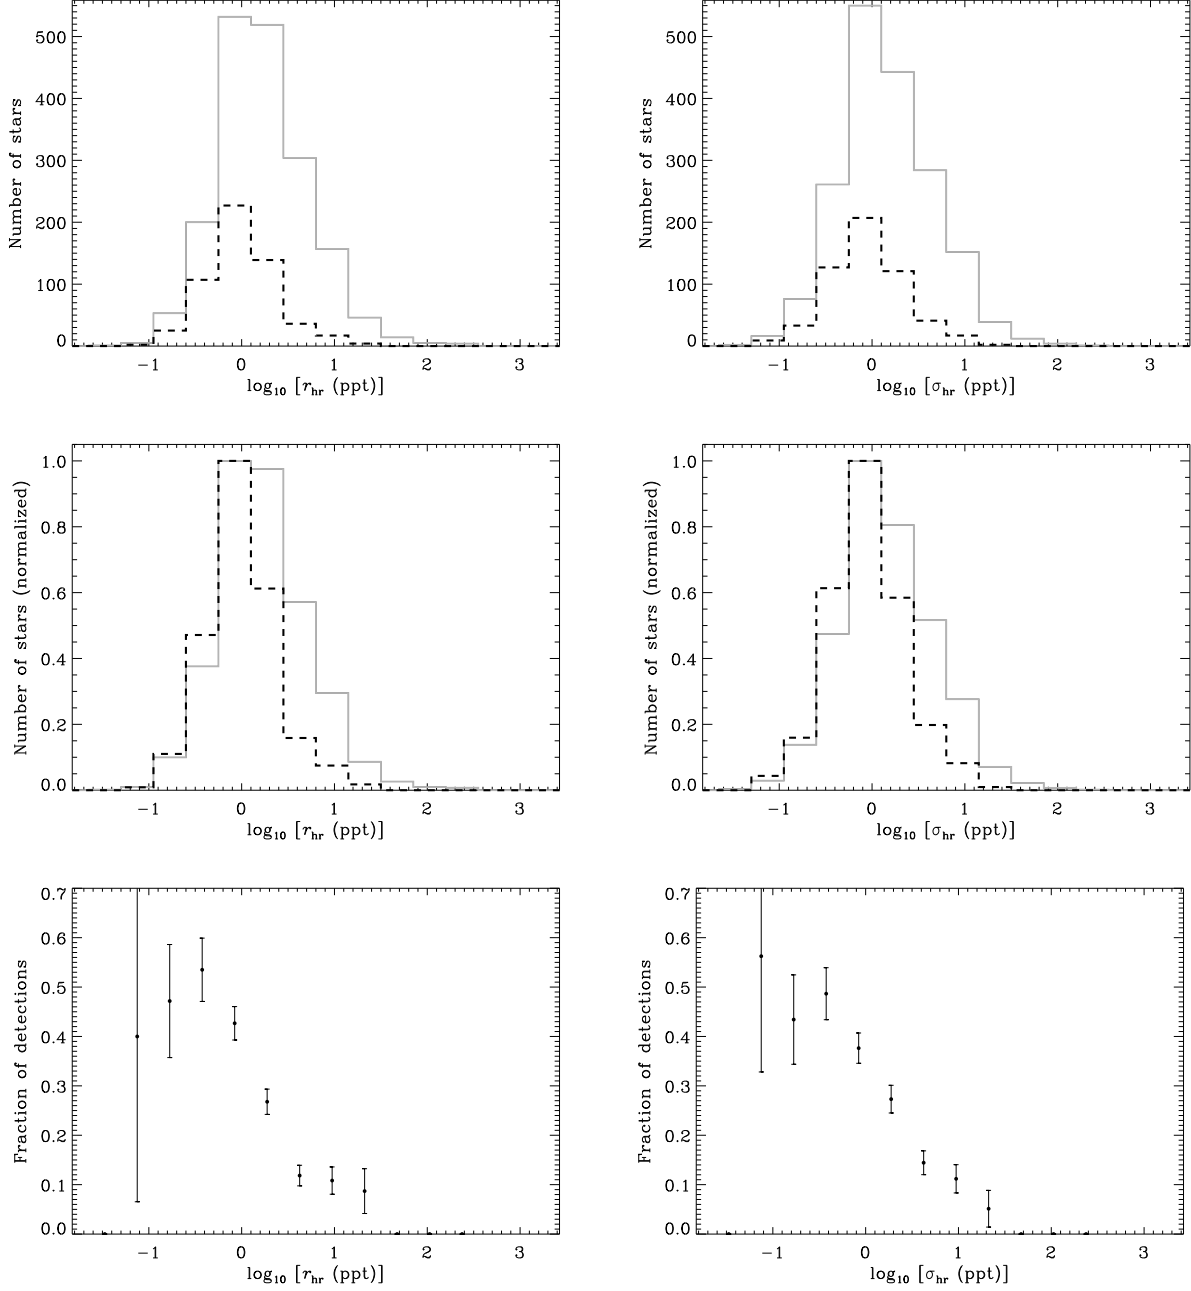 500
400
300
200
100
0
Number of stars
−1 0 1 2 3
log₁₀ [r_hr (ppt)]
500
400
300
200
100
0
Number of stars
−1 0 1 2 3
log₁₀ [σ_hr (ppt)]
1.0
0.8
0.6
0.4
0.2
0.0
Number of stars (normalized)
−1 0 1 2 3
log₁₀ [r_hr (ppt)]
1.0
0.8
0.6
0.4
0.2
0.0
Number of stars (normalized)
−1 0 1 2 3
log₁₀ [σ_hr (ppt)]
0.7
0.6
0.5
0.4
0.3
0.2
0.1
0.0
Fraction of detections
−1 0 1 2 3
log₁₀ [r_hr (ppt)]
0.7
0.6
0.5
0.4
0.3
0.2
0.1
0.0
Fraction of detections
−1 0 1 2 3
log₁₀ [σ_hr (ppt)]